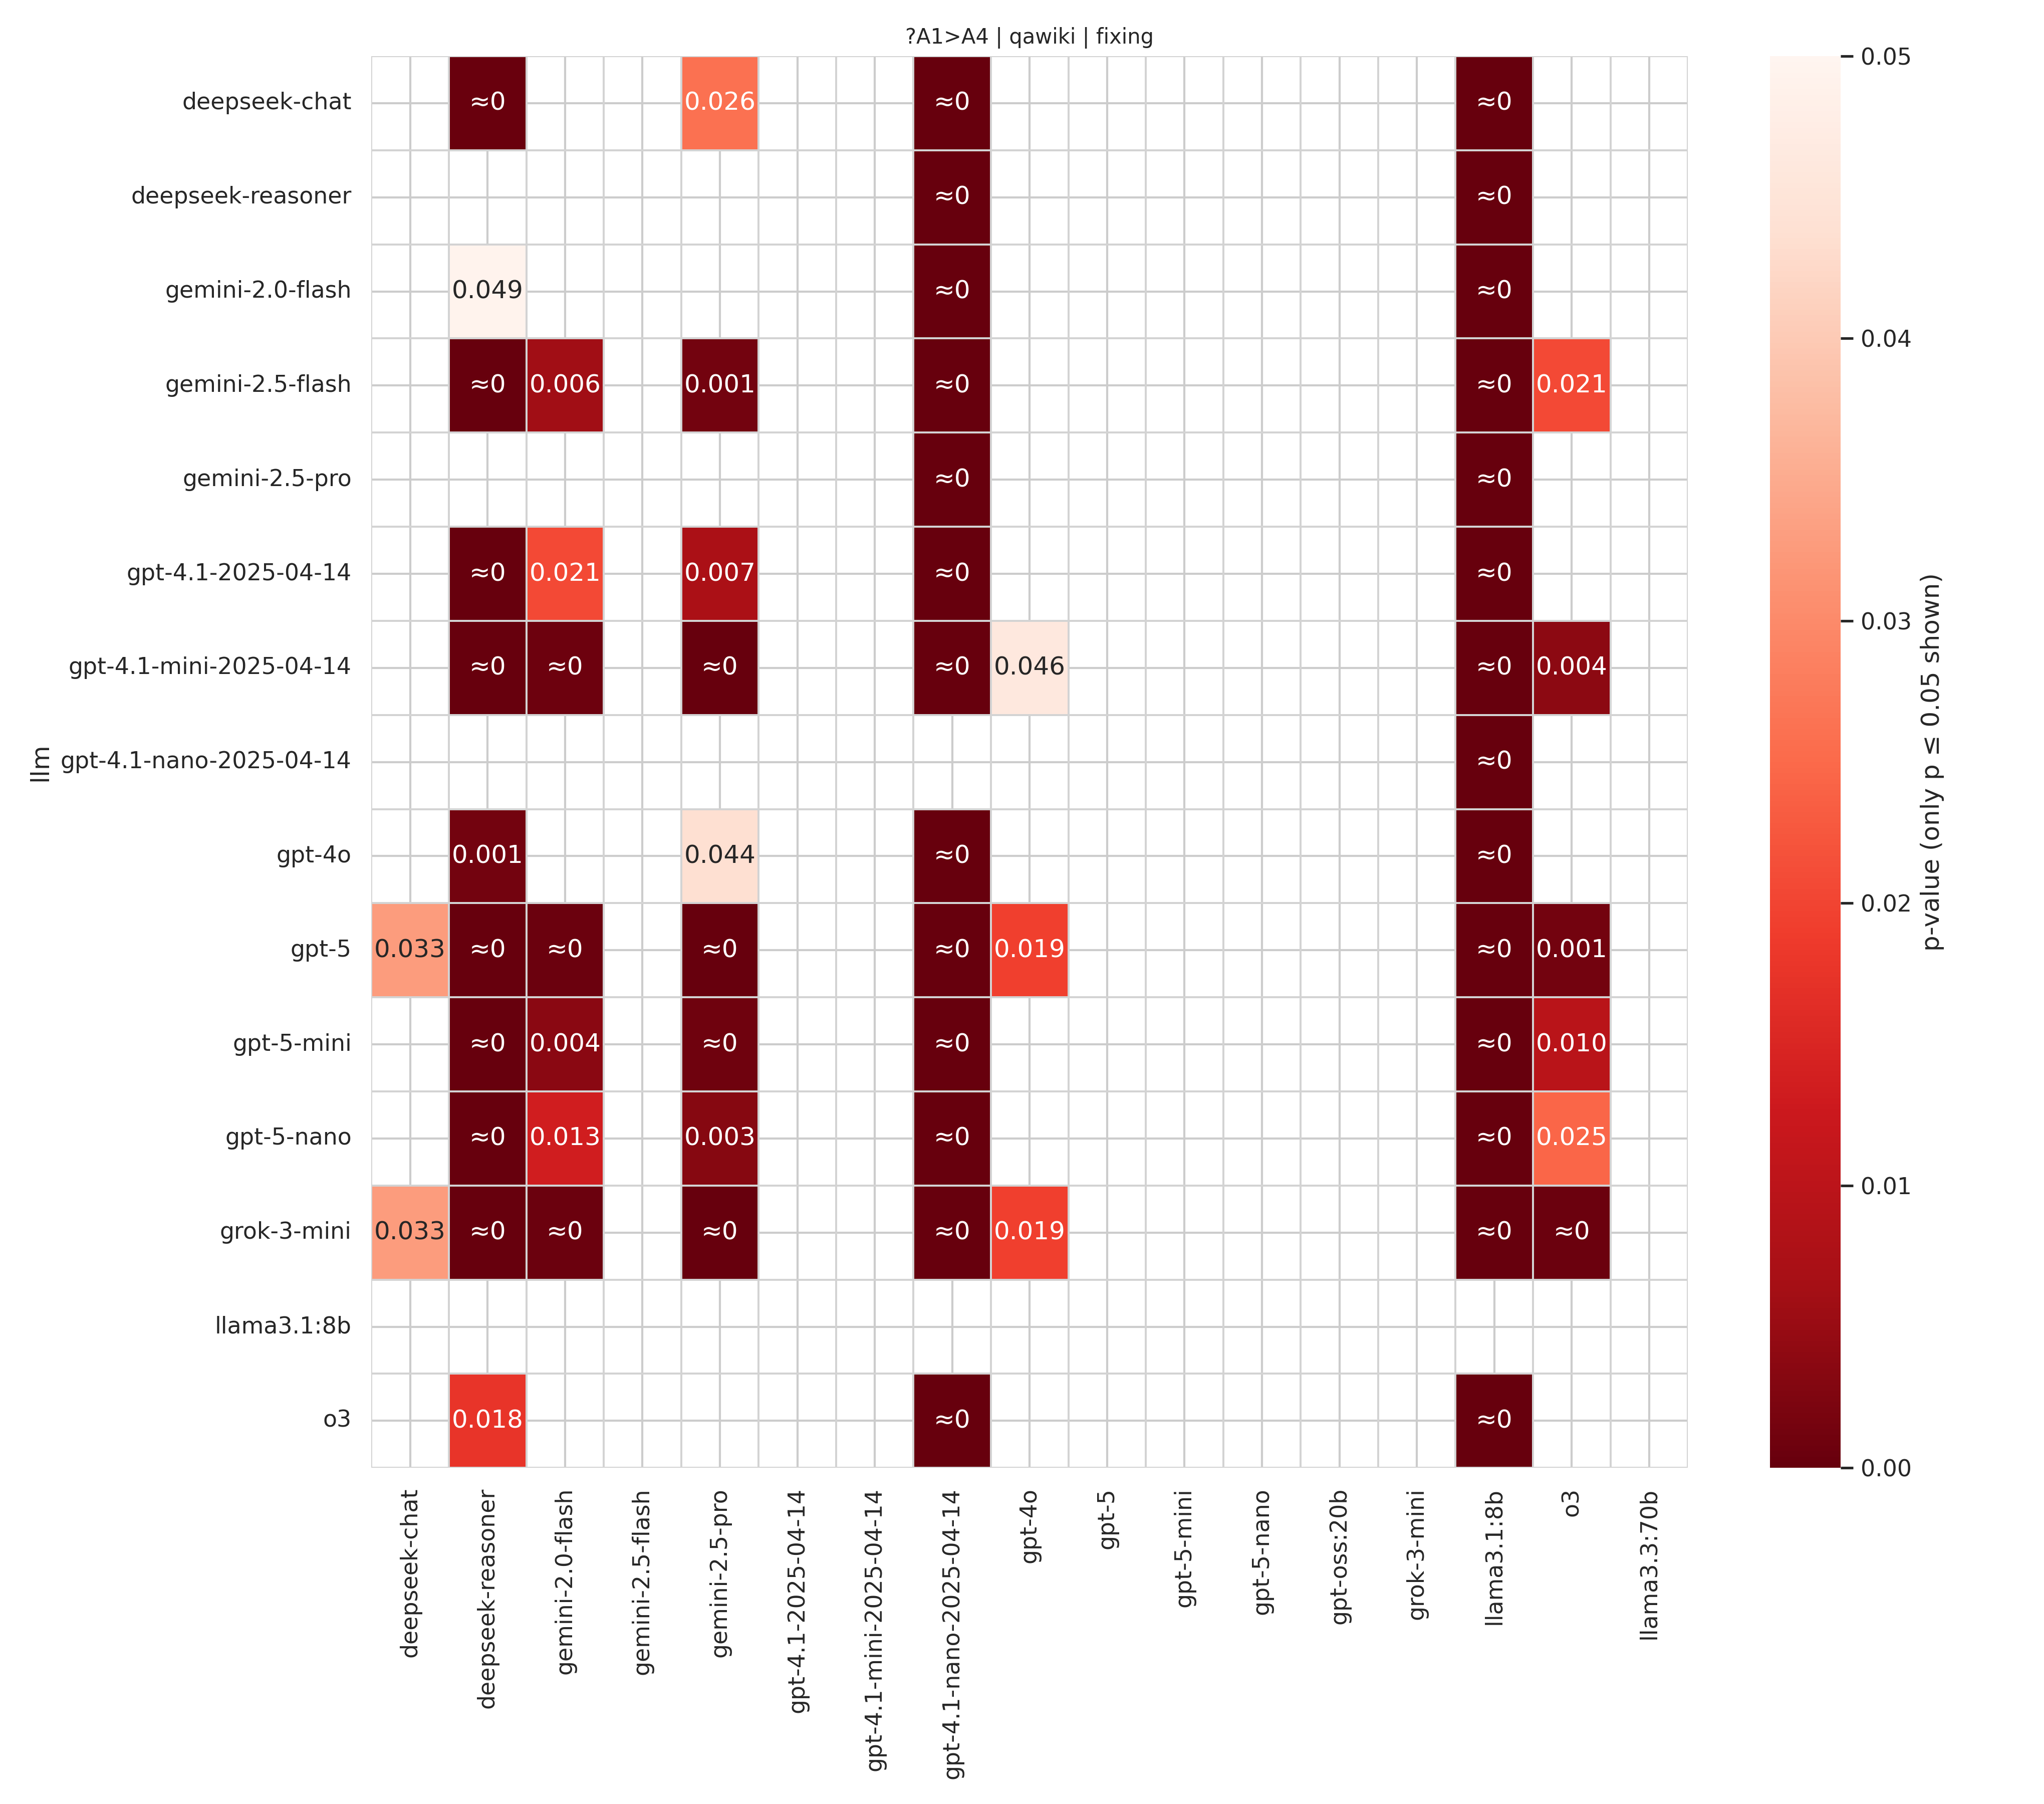 ?A1>A4 | qawiki | fixing
deepseek-chat ≈0 0.026 ≈0 ≈0
deepseek-reasoner ≈0 ≈0
gemini-2.0-flash 0.049 ≈0 ≈0
gemini-2.5-flash ≈0 0.006 0.001 ≈0 ≈0 0.021
gemini-2.5-pro ≈0 ≈0
gpt-4.1-2025-04-14 ≈0 0.021 0.007 ≈0 ≈0
gpt-4.1-mini-2025-04-14 ≈0 ≈0 ≈0 ≈0 0.046 ≈0 0.004
gpt-4.1-nano-2025-04-14 ≈0
gpt-4o 0.001 0.044 ≈0 ≈0
gpt-5 0.033 ≈0 ≈0 ≈0 ≈0 0.019 ≈0 0.001
gpt-5-mini ≈0 0.004 ≈0 ≈0 ≈0 0.010
gpt-5-nano ≈0 0.013 0.003 ≈0 ≈0 0.025
grok-3-mini 0.033 ≈0 ≈0 ≈0 ≈0 0.019 ≈0 ≈0
llama3.1:8b
o3 0.018 ≈0 ≈0
llm
deepseek-chat
deepseek-reasoner
gemini-2.0-flash
gemini-2.5-flash
gemini-2.5-pro
gpt-4.1-2025-04-14
gpt-4.1-mini-2025-04-14
gpt-4.1-nano-2025-04-14
gpt-4o
gpt-5
gpt-5-mini
gpt-5-nano
gpt-oss:20b
grok-3-mini
llama3.1:8b
o3
llama3.3:70b
0.05
0.04
0.03
0.02
0.01
0.00
p-value (only p ≤ 0.05 shown)